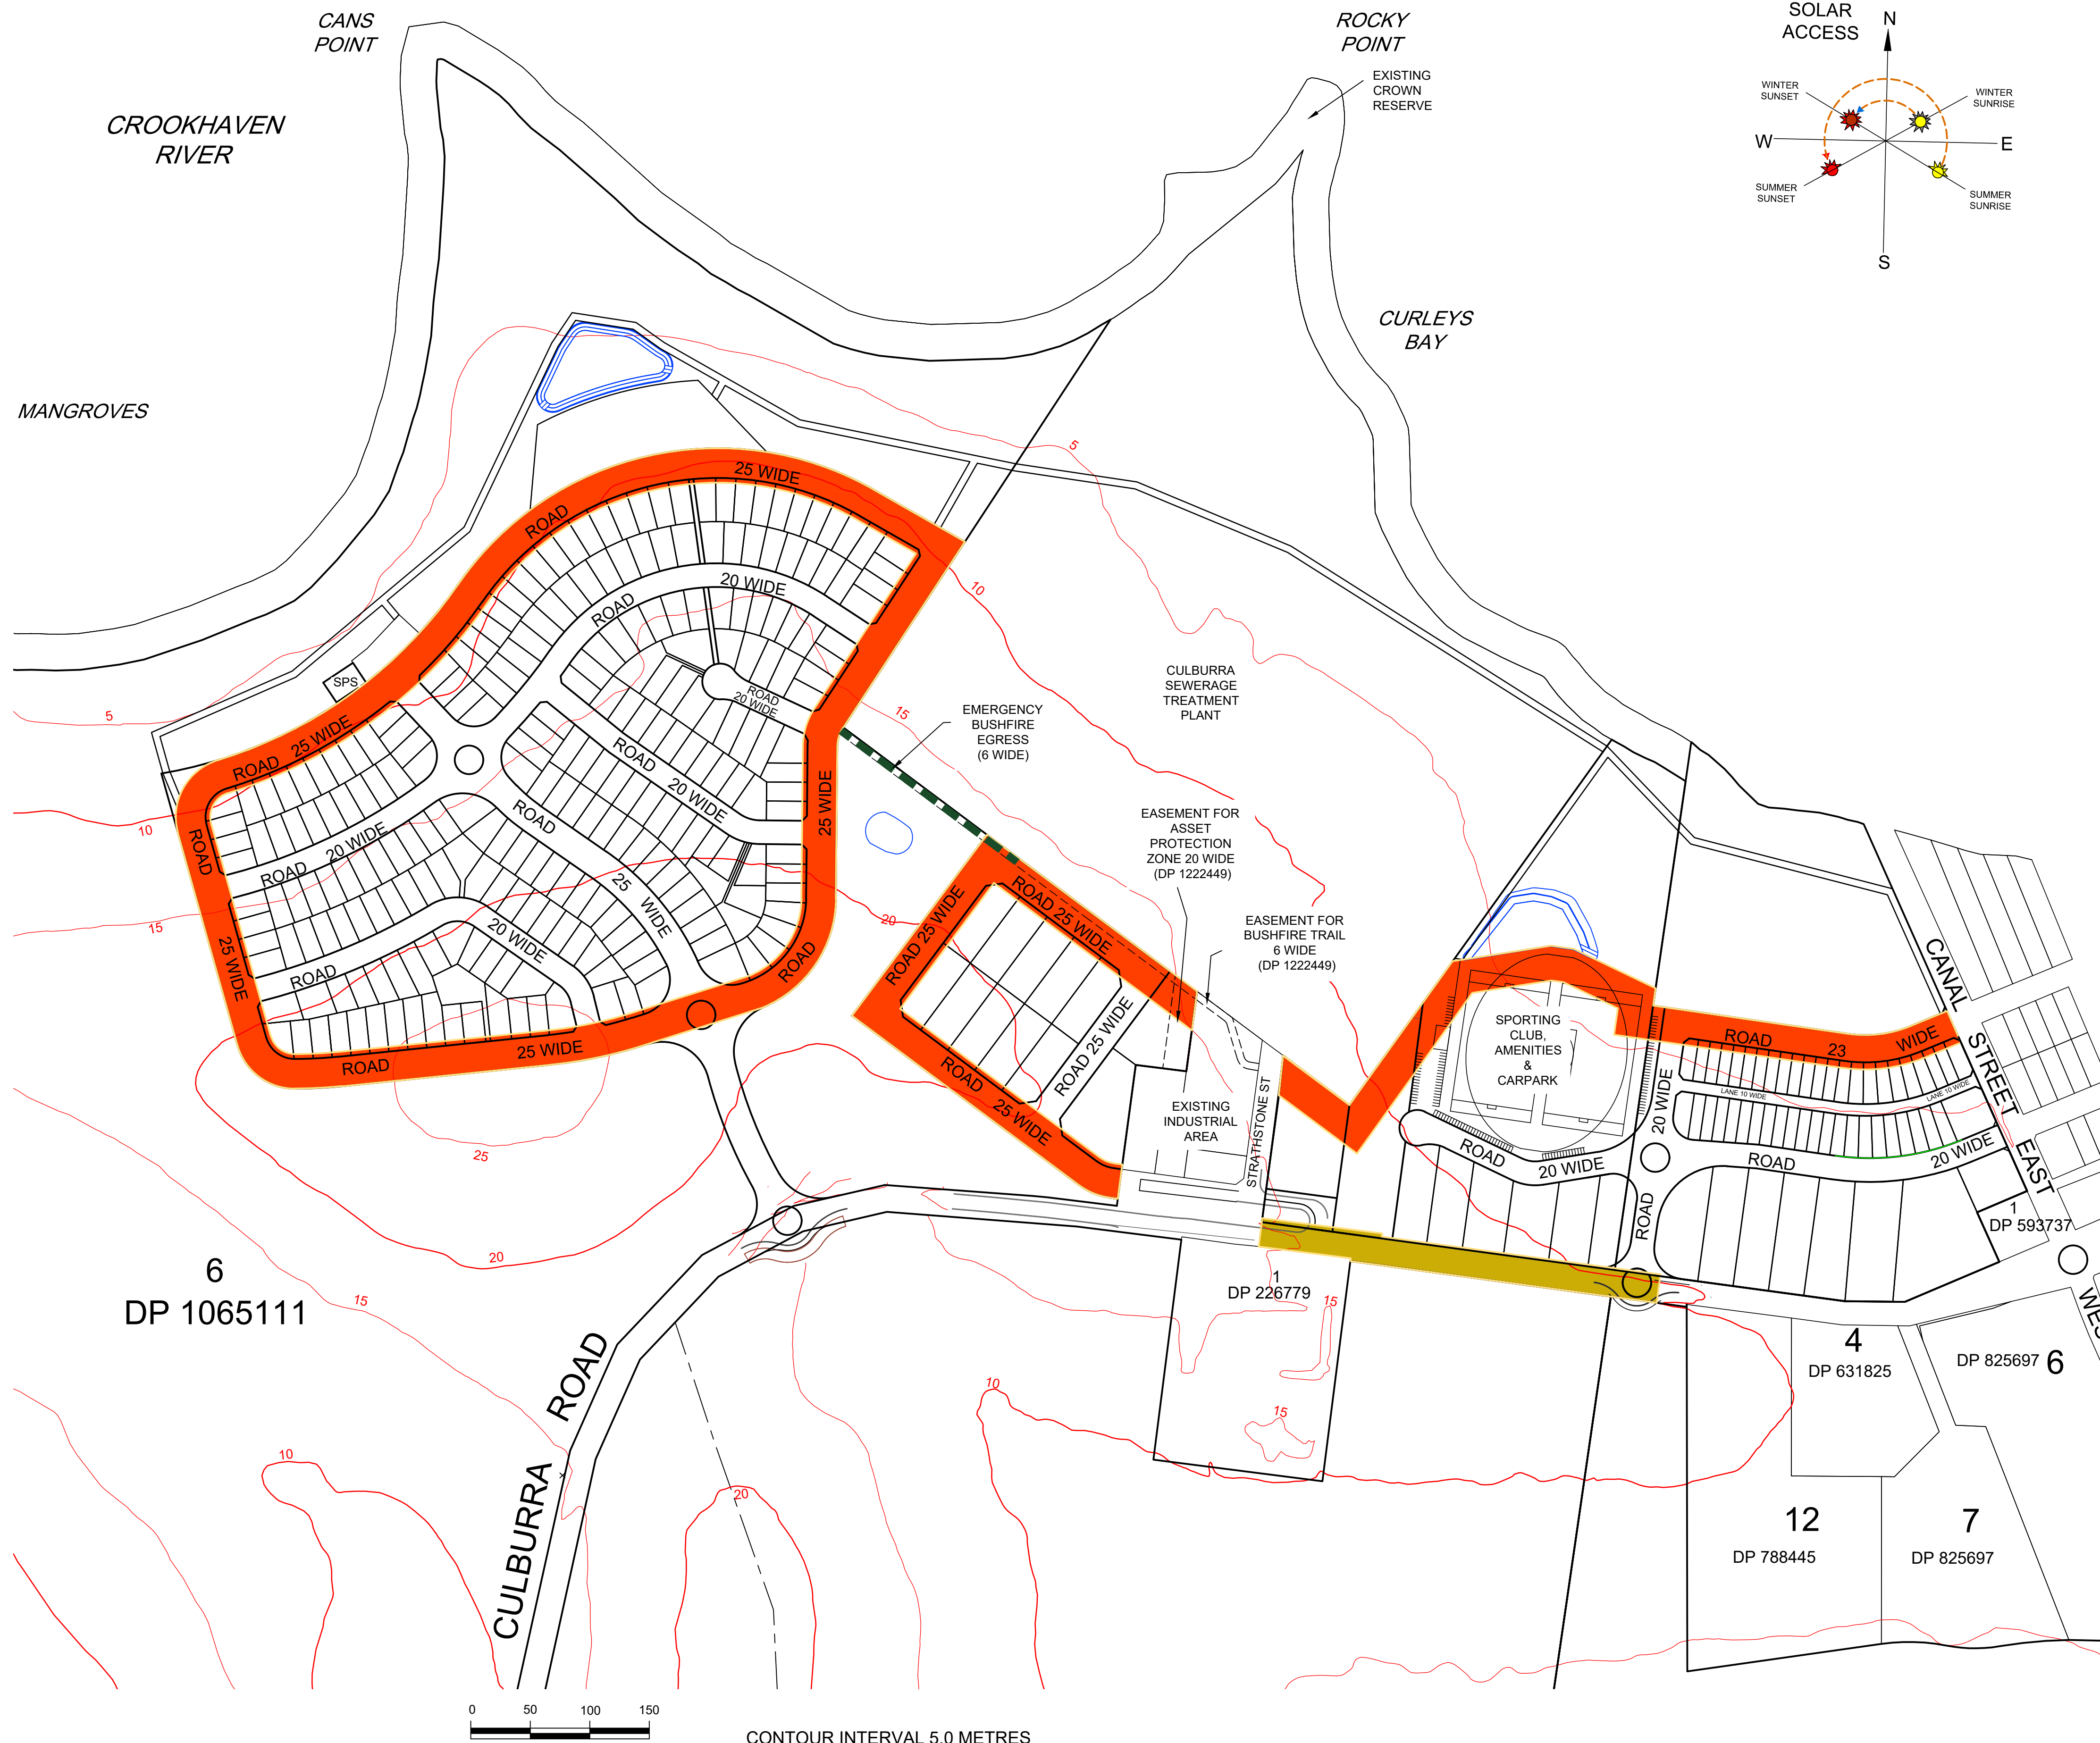 CANS
POINT
ROCKY
POINT
SOLAR
ACCESS
N
EXISTING
CROWN
RESERVE
WINTER
SUNSET
WINTER
SUNRISE
W
E
SUMMER
SUNSET
SUMMER
SUNRISE
S
CROOKHAVEN
RIVER
CURLEYS
BAY
MANGROVES
5
25 WIDE
ROAD
10
20 WIDE
ROAD
CULBURRA
SEWERAGE
TREATMENT
PLANT
SPS
ROAD
20 WIDE
5
15
EMERGENCY
BUSHFIRE
EGRESS
(6 WIDE)
ROAD 25 WIDE
ROAD 20 WIDE
25 WIDE
10
ROAD
ROAD 20 WIDE
ROAD
25 WIDE
EASEMENT FOR
ASSET
PROTECTION
ZONE 20 WIDE
(DP 1222449)
15
20
ROAD 25 WIDE
ROAD 25 WIDE
EASEMENT FOR
BUSHFIRE TRAIL
6 WIDE
(DP 1222449)
25 WIDE
ROAD
20 WIDE
ROAD
ROAD 25 WIDE
ROAD
25 WIDE
ROAD 25 WIDE
25
EXISTING
INDUSTRIAL
AREA
STRATHSTONE ST
SPORTING
CLUB,
AMENITIES
&
CARPARK
ROAD 23 WIDE
CANAL STREET EAST
LANE 10 WIDE
LANE 10 WIDE
20 WIDE
ROAD
ROAD 20 WIDE
ROAD 20 WIDE
1
DP 593737
20
6
DP 1065111
15
1
DP 226779
15
4
DP 631825
DP 825697 6
10
15
10
20
CULBURRA ROAD
12
DP 788445
7
DP 825697
0 50 100 150
CONTOUR INTERVAL 5.0 METRES